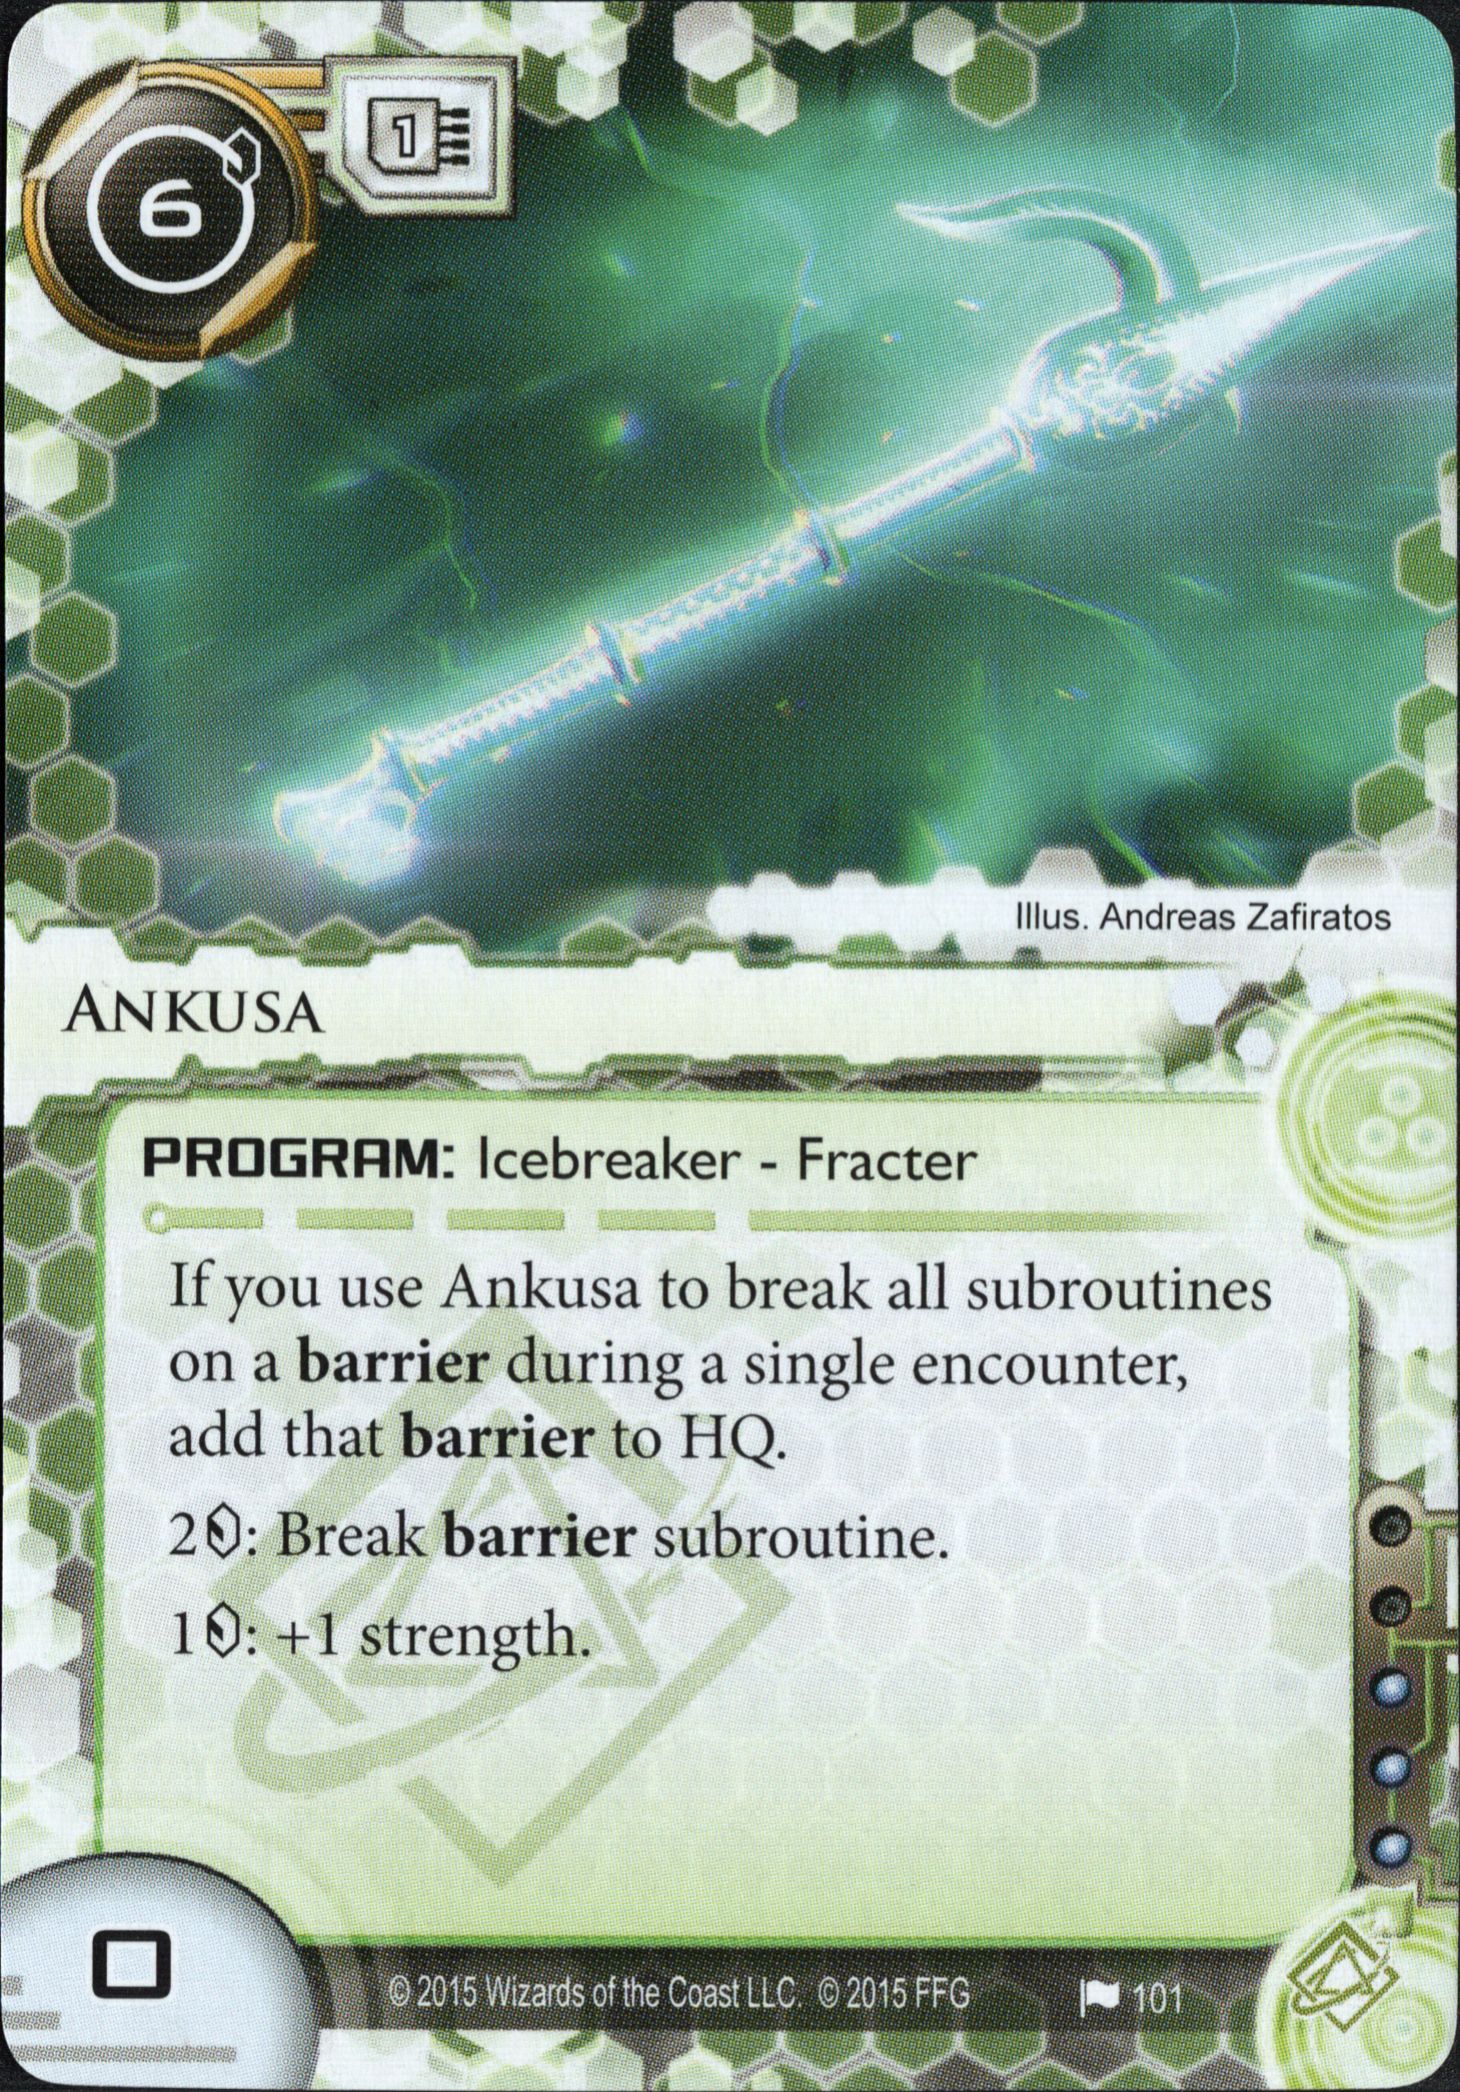 6
1
Illus. Andreas Zafiratos
ANKUSA
PROGRAM: Icebreaker - Fracter
If you use Ankusa to break all subroutines
on a barrier during a single encounter,
add that barrier to HQ.
2: Break barrier subroutine.
1: +1 strength.
0
© 2015 Wizards of the Coast LLC. © 2015 FFG
101